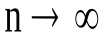 n → ∞